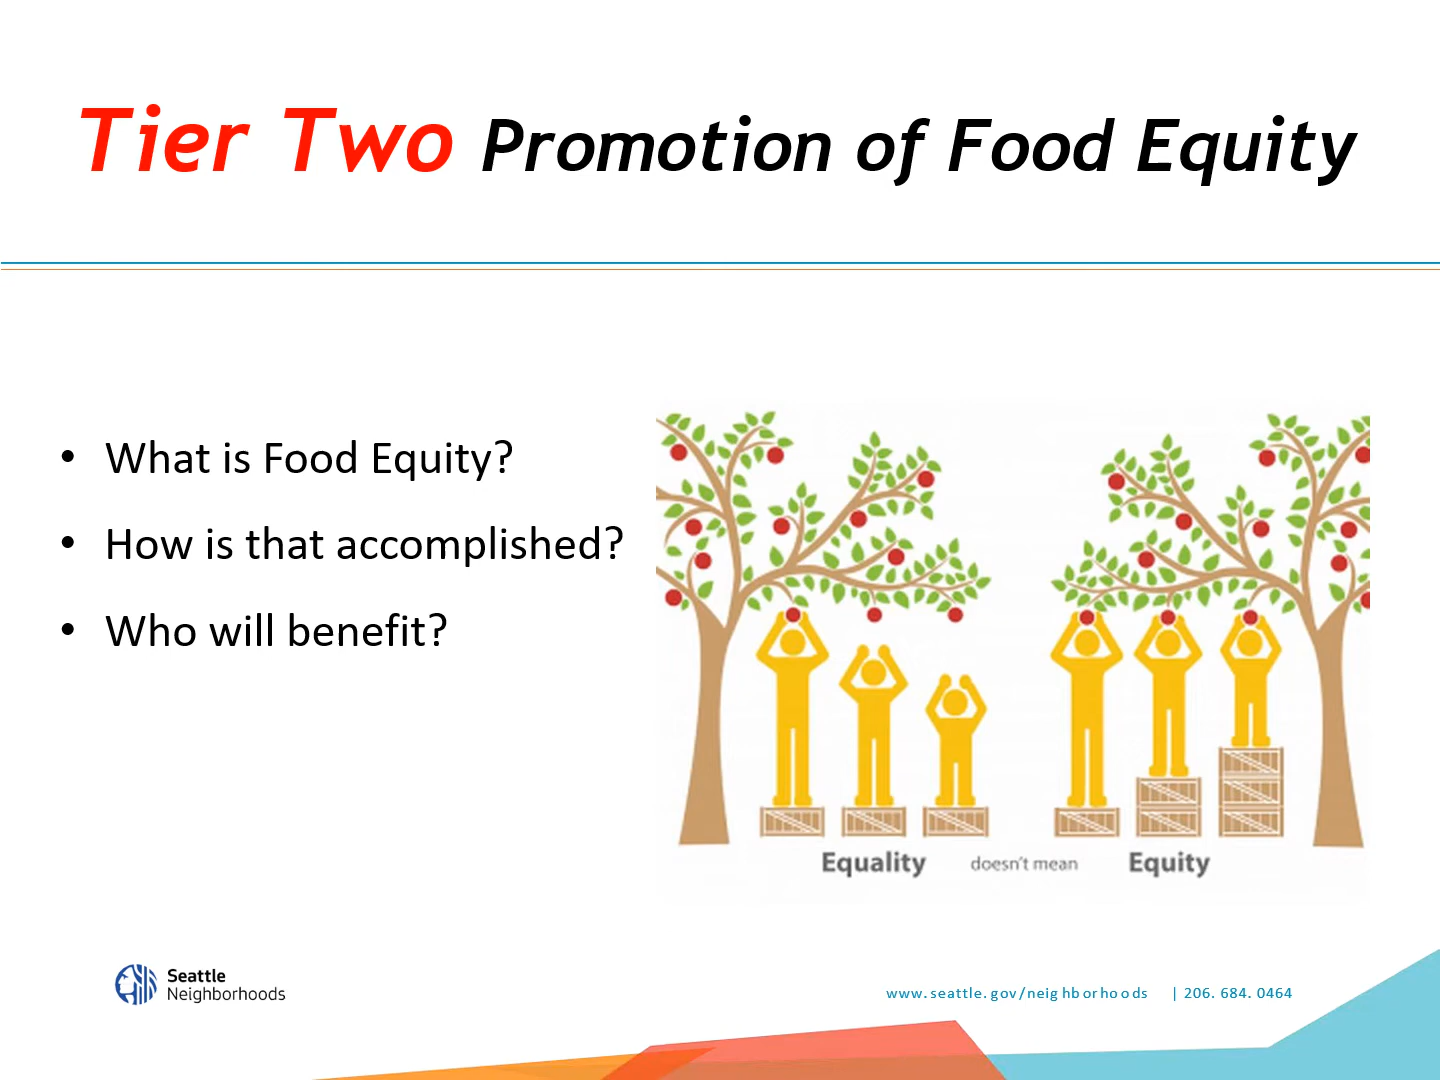 Tier Two Promotion of Food Equity
• What is Food Equity?
• How is that accomplished?
• Who will benefit?
Equality doesn't mean Equity
Seattle
Neighborhoods
www.seattle.gov/neighborhoods | 206. 684. 0464